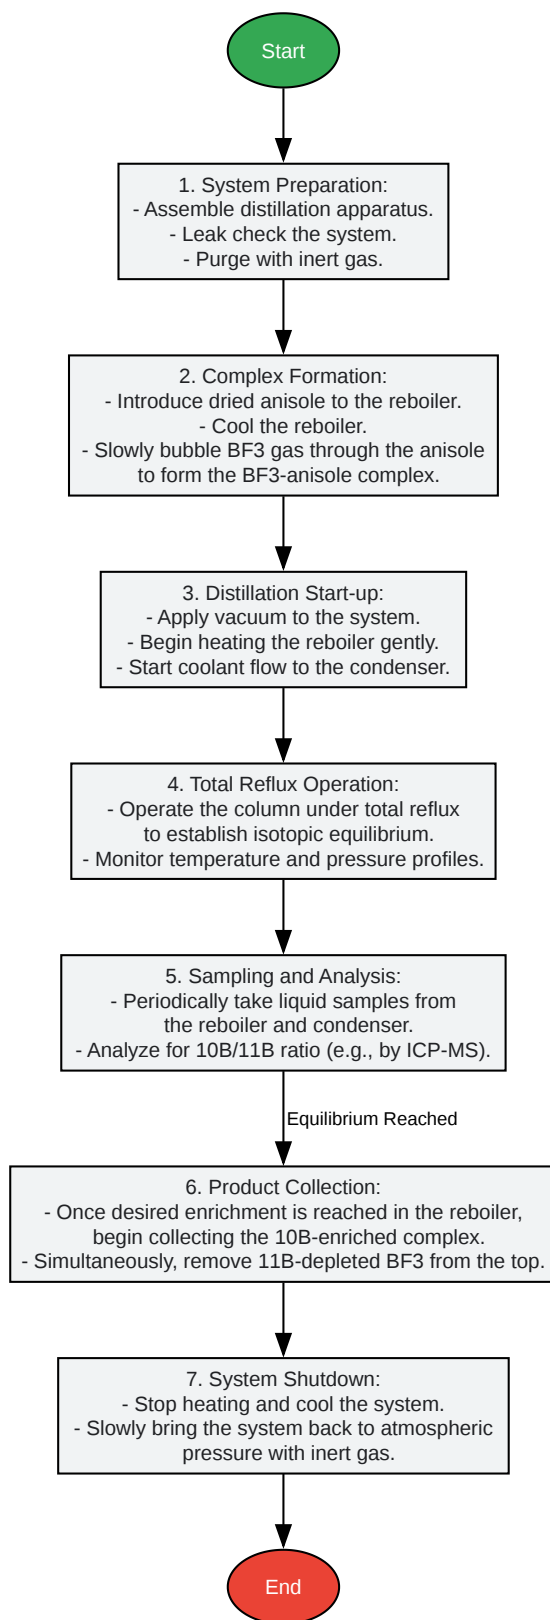 Start
1. System Preparation:
- Assemble distillation apparatus.
- Leak check the system.
- Purge with inert gas.
2. Complex Formation:
- Introduce dried anisole to the reboiler.
- Cool the reboiler.
- Slowly bubble BF3 gas through the anisole
to form the BF3-anisole complex.
3. Distillation Start-up:
- Apply vacuum to the system.
- Begin heating the reboiler gently.
- Start coolant flow to the condenser.
4. Total Reflux Operation:
- Operate the column under total reflux
to establish isotopic equilibrium.
- Monitor temperature and pressure profiles.
5. Sampling and Analysis:
- Periodically take liquid samples from
the reboiler and condenser.
- Analyze for 10B/11B ratio (e.g., by ICP-MS).
Equilibrium Reached
6. Product Collection:
- Once desired enrichment is reached in the reboiler,
begin collecting the 10B-enriched complex.
- Simultaneously, remove 11B-depleted BF3 from the top.
7. System Shutdown:
- Stop heating and cool the system.
- Slowly bring the system back to atmospheric
pressure with inert gas.
End